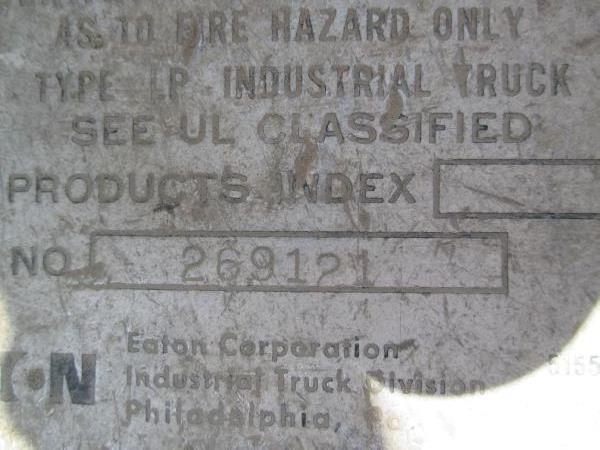 AS TO FIRE HAZARD ONLY
TYPE LP INDUSTRIAL TRUCK
SEE UL CLASSIFIED
PRODUCTS INDEX
NO 269121
Eaton Corporation
Industrial Truck Division
Philadelphia,